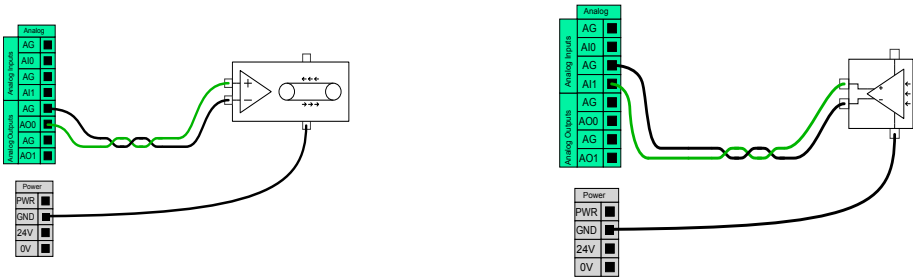 Analog
Analog Inputs
AG
AI0
AG
AI1
Analog Outputs
AG
AO0
AG
AO1
+
−
Power
PWR
GND
24V
0V
Analog
Analog Inputs
AG
AI0
AG
AI1
Analog Outputs
AG
AO0
AG
AO1
+
−
Power
PWR
GND
24V
0V